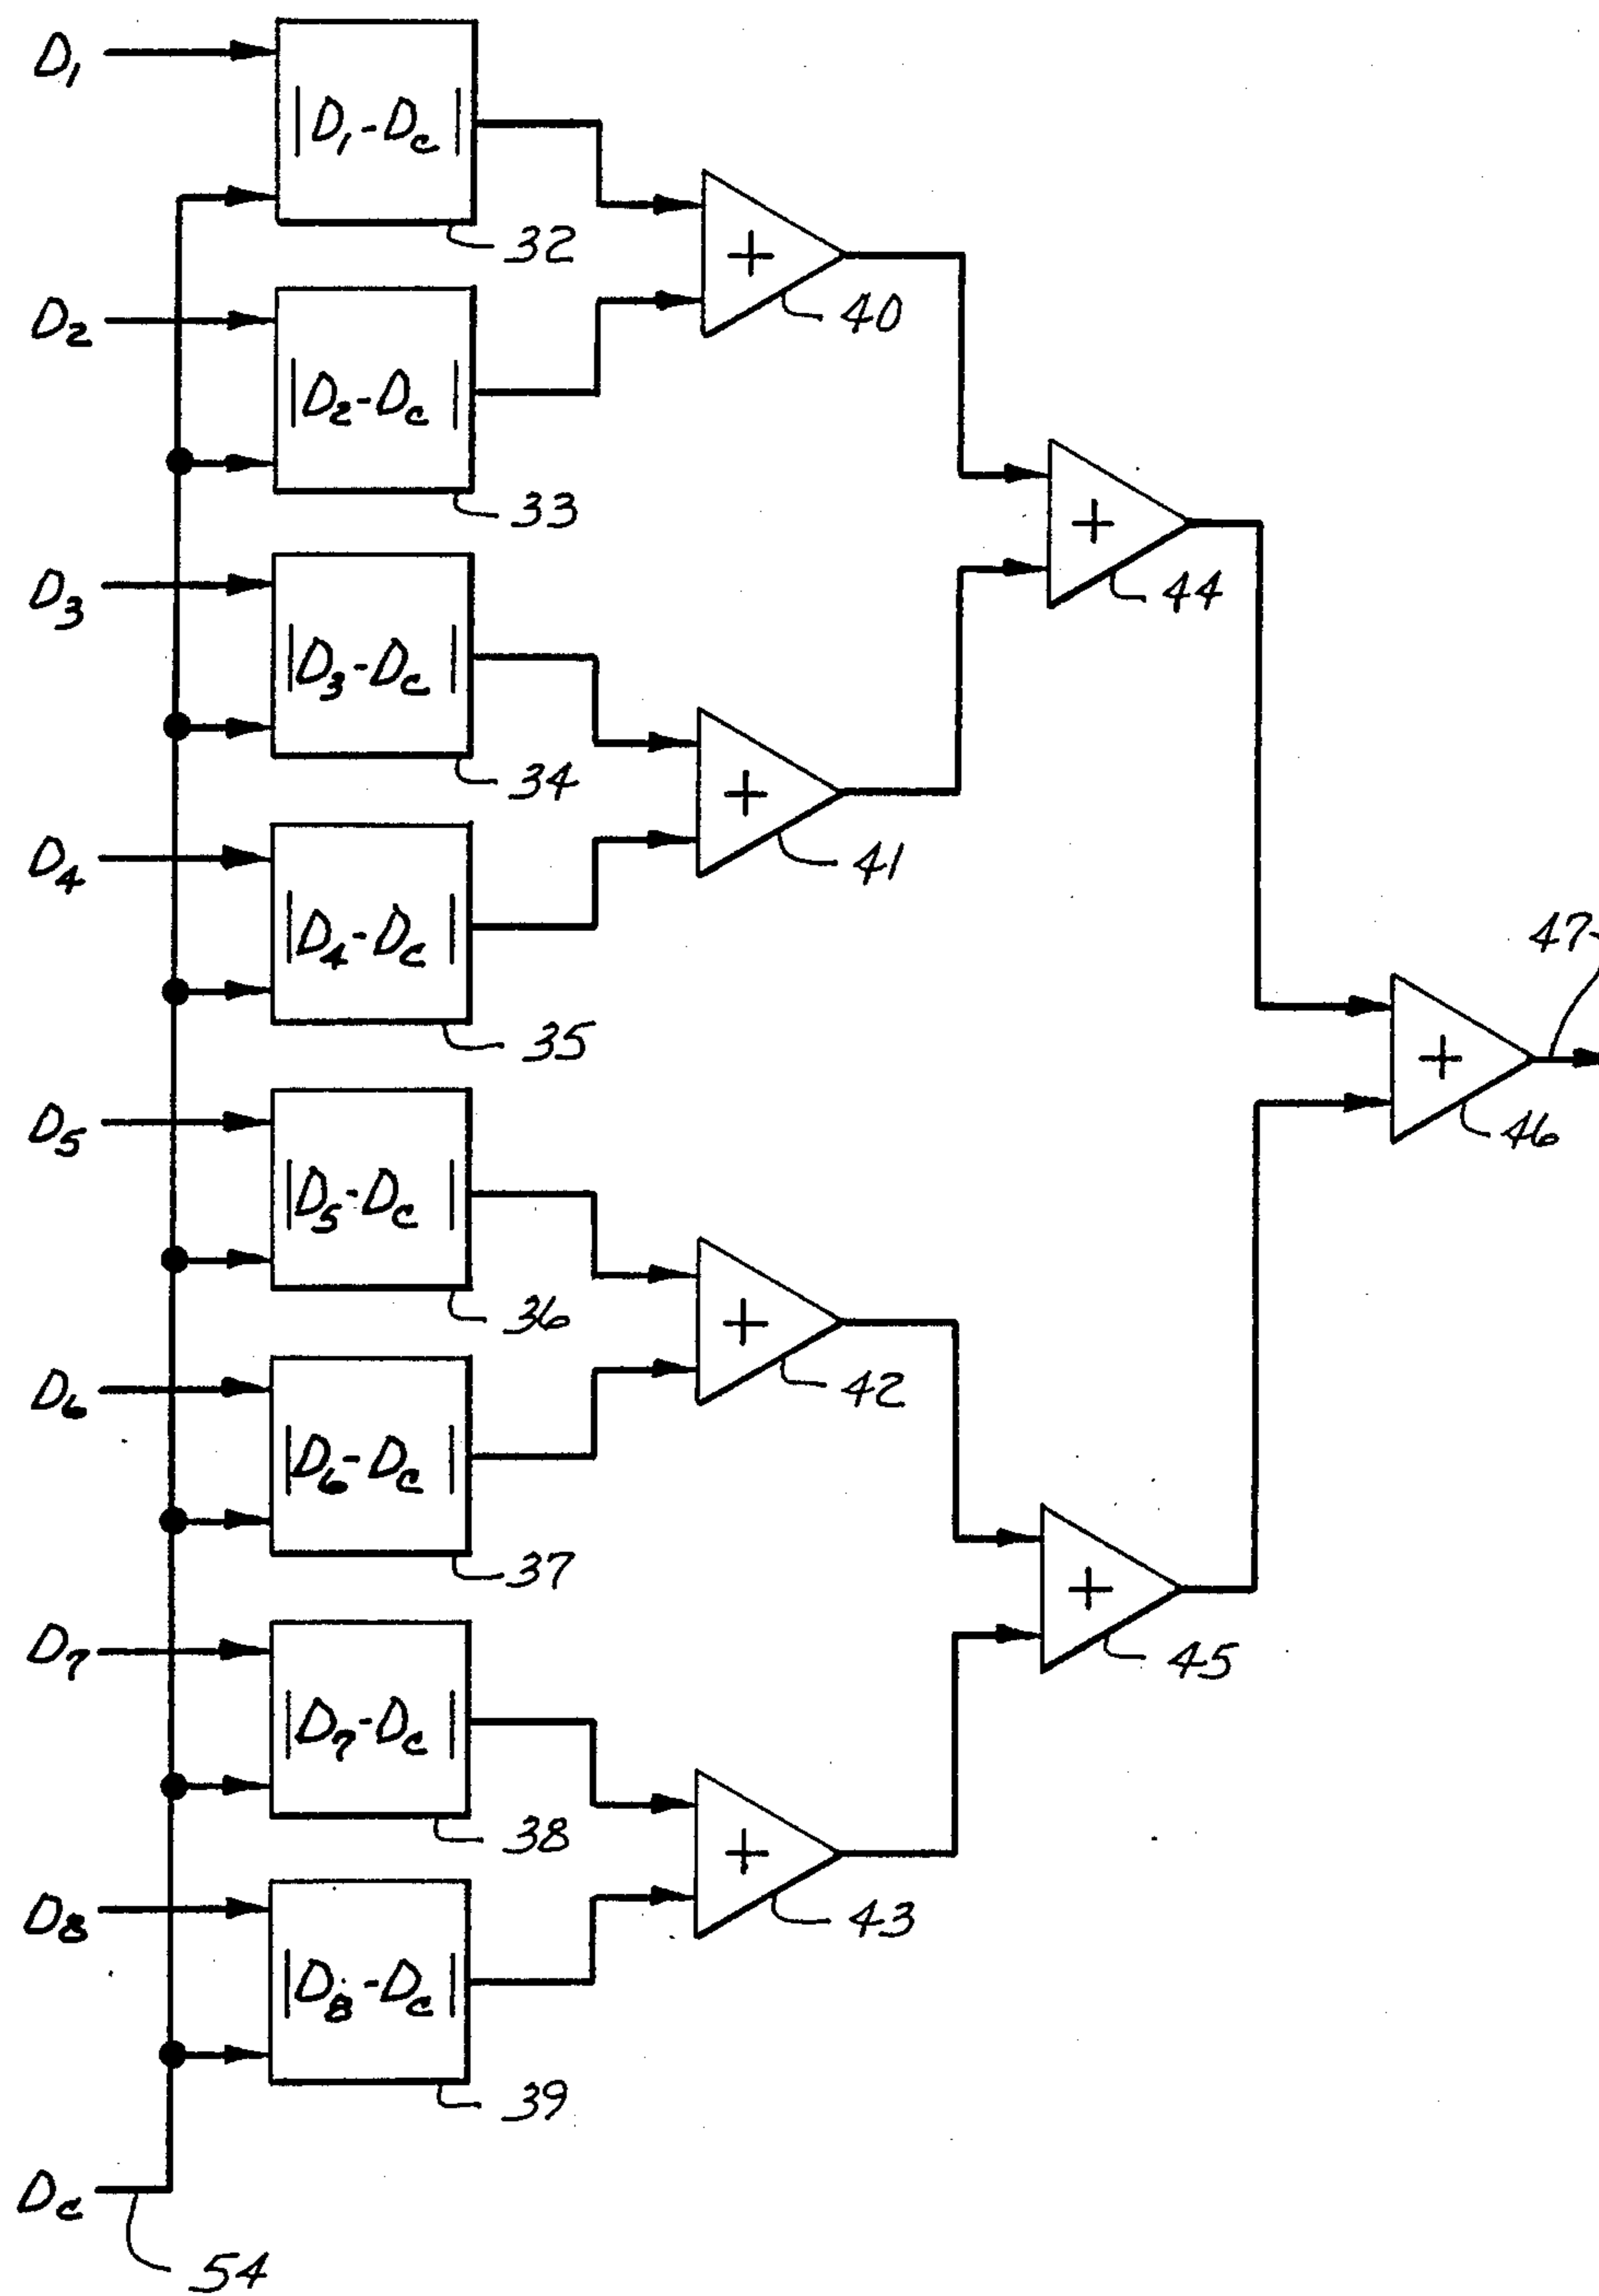 D₁
|D₁-Dc|
32
D₂
|D₂-Dc|
33
+
40
D₃
|D₃-Dc|
34
+
44
D₄
|D₄-Dc|
35
+
41
47
D₅
|D₅-Dc|
36
+
46
D₆
|D₆-Dc|
37
+
42
D₇
|D₇-Dc|
38
+
45
D₈
|D₈-Dc|
39
+
43
Dc
54